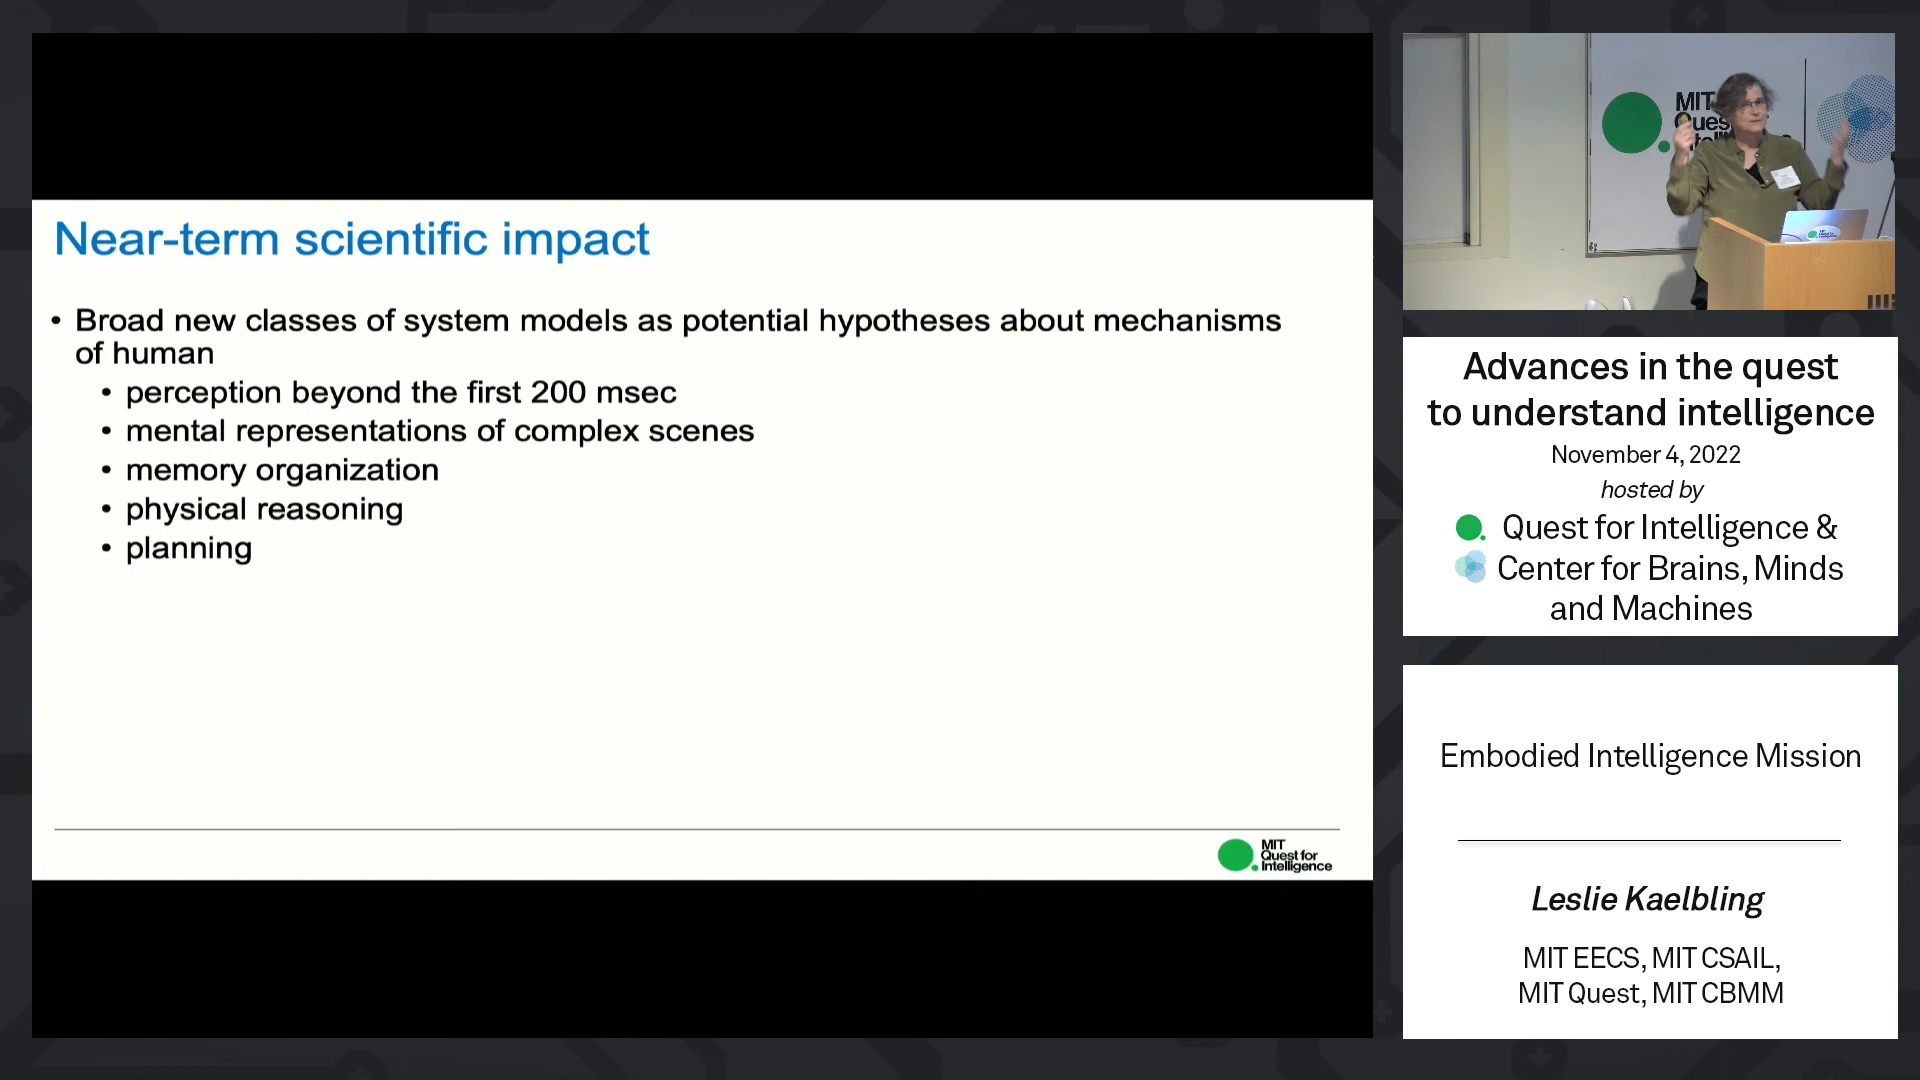 Near-term scientific impact
• Broad new classes of system models as potential hypotheses about mechanisms
of human
• perception beyond the first 200 msec
• mental representations of complex scenes
• memory organization
• physical reasoning
• planning
MIT
Quest for
Intelligence
MIT
Ques
Advances in the quest
to understand intelligence
November 4, 2022
hosted by
Quest for Intelligence &
Center for Brains, Minds
and Machines
Embodied Intelligence Mission
Leslie Kaelbling
MIT EECS, MIT CSAIL,
MIT Quest, MIT CBMM